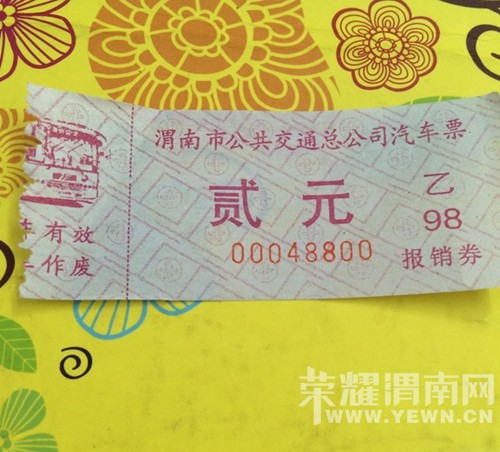 渭南市公共交通总公司汽车票
贰元
乙
98
00048800
报销券
有效
作废
荣耀渭南网
WWW.YEWN.CN